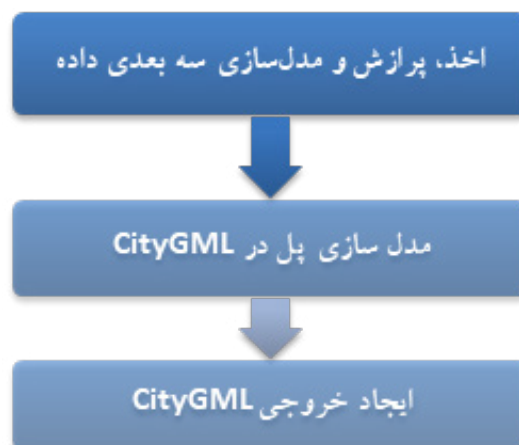 اخذ، پرازش و مدل‌سازی سه بعدی داده
مدل سازی پل در CityGML
ایجاد خروجی CityGML